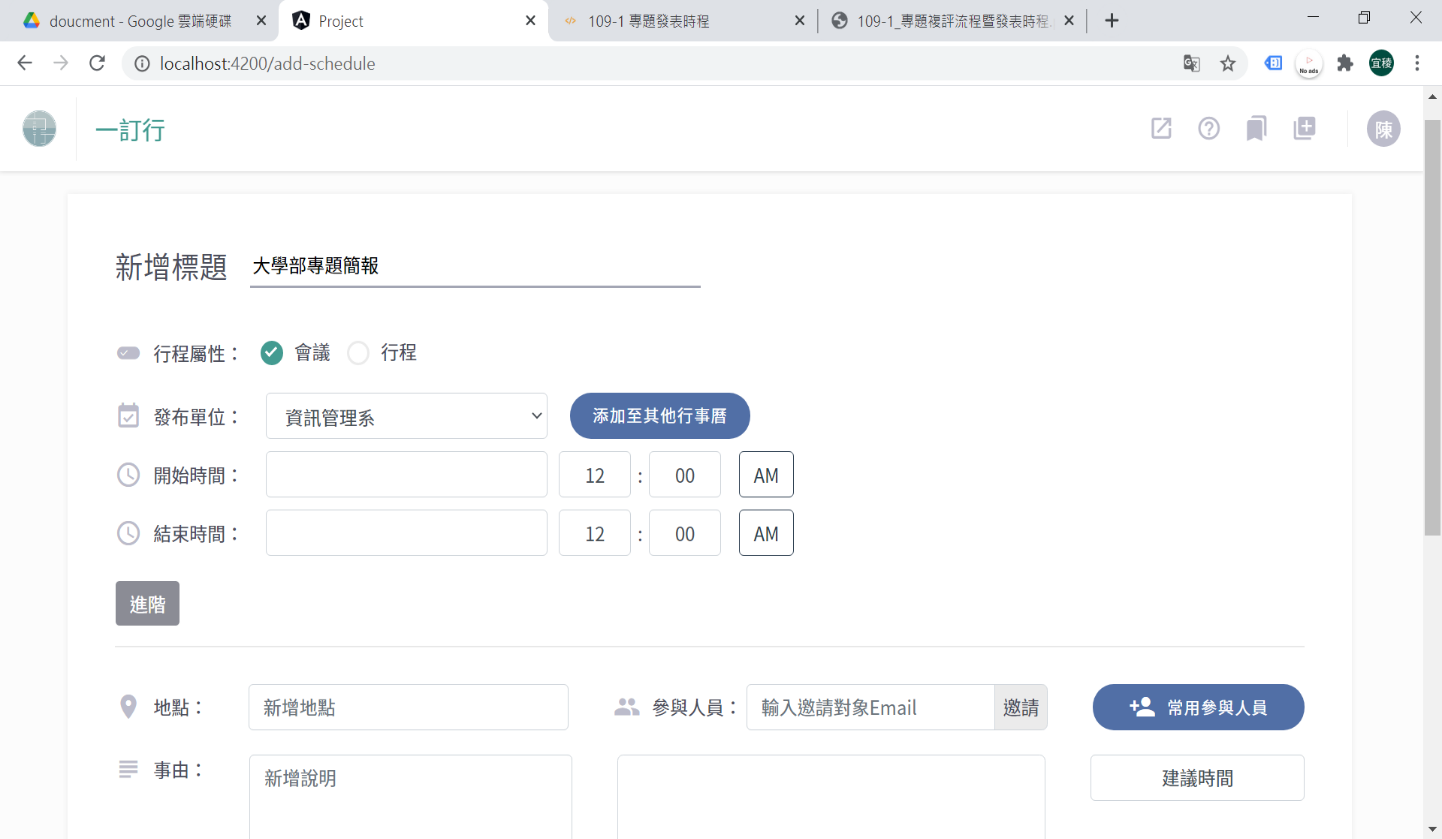 doucment - Google 雲端硬碟
Project
109-1 專題發表時程
109-1_專題複評流程暨發表時程.
localhost:4200/add-schedule
No ads
宜稜
一訂行
陳
新增標題 大學部專題簡報
行程屬性： 會議 行程
發布單位： 資訊管理系 添加至其他行事曆
開始時間： 12 : 00 AM
結束時間： 12 : 00 AM
進階
地點： 新增地點 參與人員： 輸入邀請對象Email 邀請 常用參與人員
事由： 新增說明 建議時間